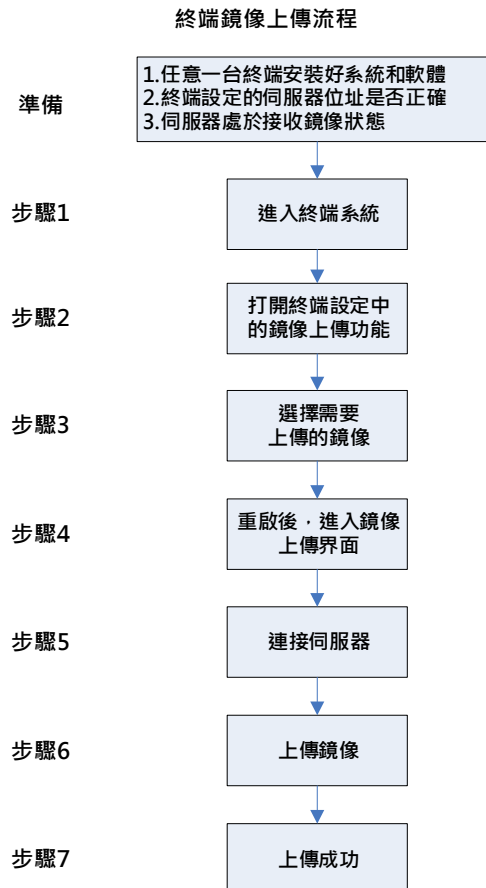 終端鏡像上傳流程
準備
1.任意一台終端安裝好系統和軟體
2.終端設定的伺服器位址是否正確
3.伺服器處於接收鏡像狀態
步驟1
進入終端系統
步驟2
打開終端設定中
的鏡像上傳功能
步驟3
選擇需要
上傳的鏡像
步驟4
重啟後，進入鏡像
上傳界面
步驟5
連接伺服器
步驟6
上傳鏡像
步驟7
上傳成功